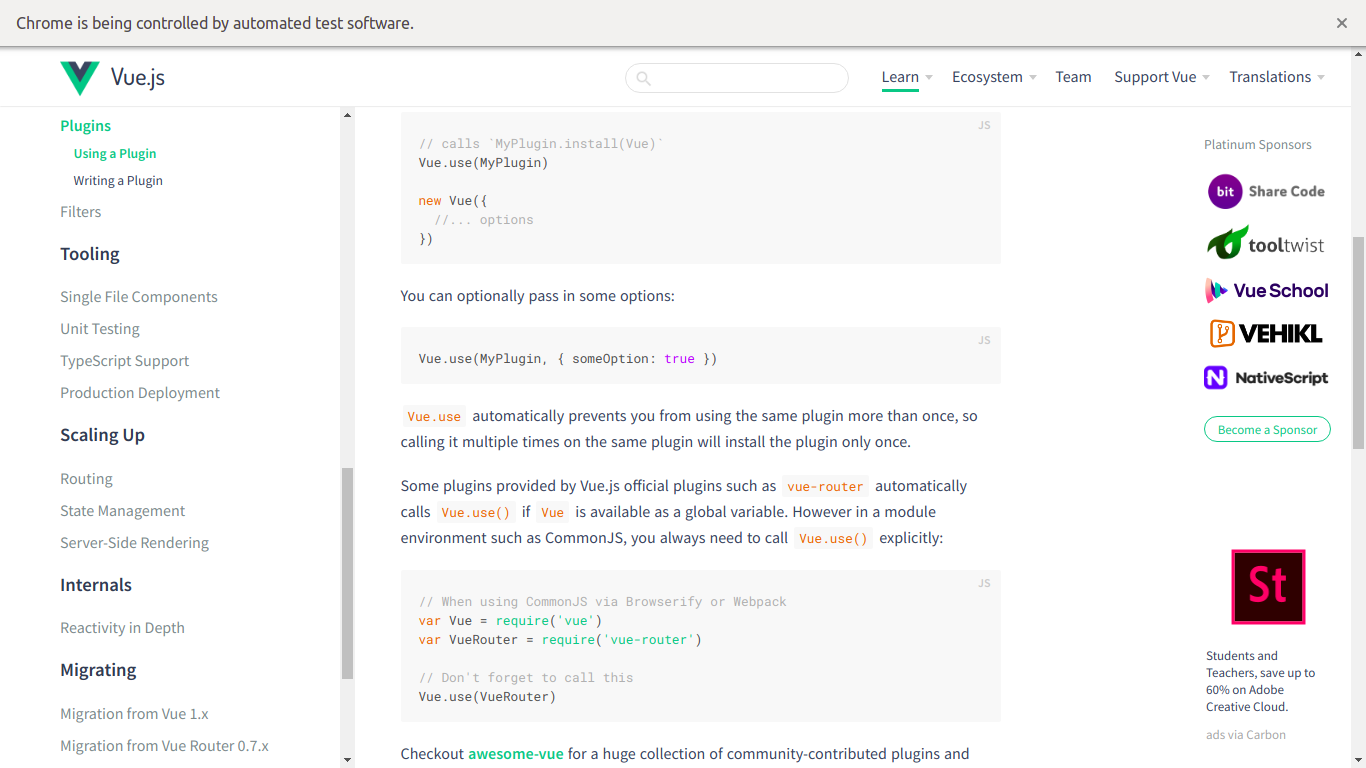 Chrome is being controlled by automated test software.
Vue.js
Learn
Ecosystem
Team
Support Vue
Translations
Plugins
Using a Plugin
Writing a Plugin
Filters
Tooling
Single File Components
Unit Testing
TypeScript Support
Production Deployment
Scaling Up
Routing
State Management
Server-Side Rendering
Internals
Reactivity in Depth
Migrating
Migration from Vue 1.x
Migration from Vue Router 0.7.x
JS
// calls `MyPlugin.install(Vue)`
Vue.use(MyPlugin)
new Vue({
//... options
})
You can optionally pass in some options:
JS
Vue.use(MyPlugin, { someOption: true })
Vue.use automatically prevents you from using the same plugin more than once, so
calling it multiple times on the same plugin will install the plugin only once.
Some plugins provided by Vue.js official plugins such as vue-router automatically
calls Vue.use() if Vue is available as a global variable. However in a module
environment such as CommonJS, you always need to call Vue.use() explicitly:
JS
// When using CommonJS via Browserify or Webpack
var Vue = require('vue')
var VueRouter = require('vue-router')
// Don't forget to call this
Vue.use(VueRouter)
Checkout awesome-vue for a huge collection of community-contributed plugins and
Platinum Sponsors
bit Share Code
tooltwist
Vue School
VEHIKL
N NativeScript
Become a Sponsor
St
Students and
Teachers, save up to
60% on Adobe
Creative Cloud.
ads via Carbon